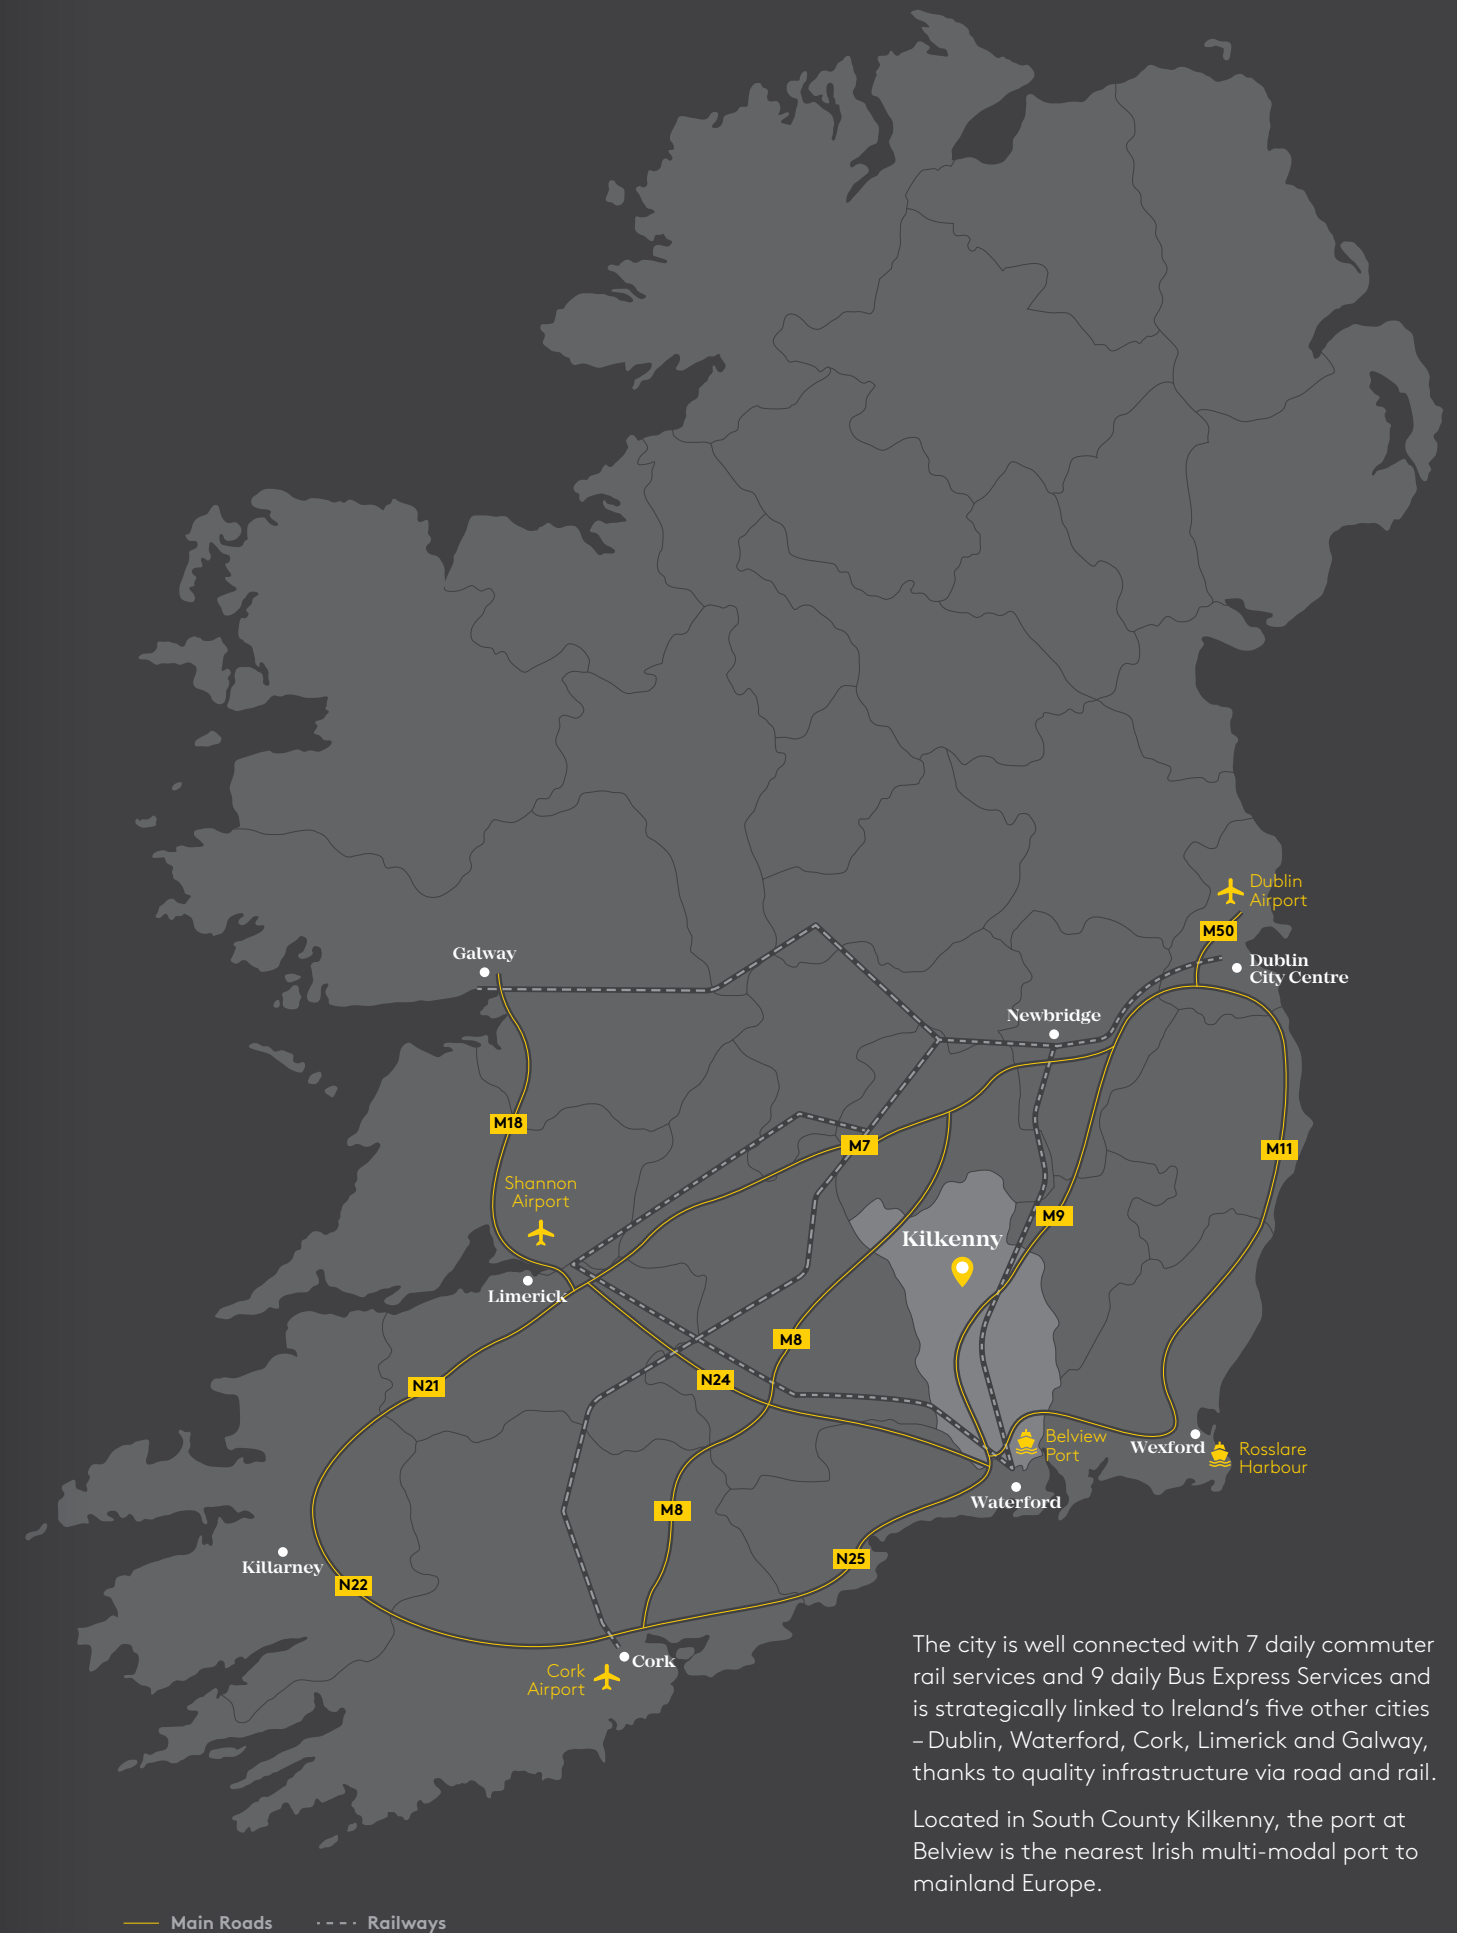 Dublin
Airport
M50
Galway
Dublin
City Centre
Newbridge
M18
M7
M11
Shannon
Airport
M9
Kilkenny
Limerick
M8
N21
N24
Belview
Port
Wexford
Rosslare
Harbour
Waterford
M8
N25
Killarney
N22
Cork
Cork
Airport
The city is well connected with 7 daily commuter
rail services and 9 daily Bus Express Services and
is strategically linked to Ireland’s five other cities
– Dublin, Waterford, Cork, Limerick and Galway,
thanks to quality infrastructure via road and rail.
Located in South County Kilkenny, the port at
Belview is the nearest Irish multi-modal port to
mainland Europe.
Main Roads
Railways